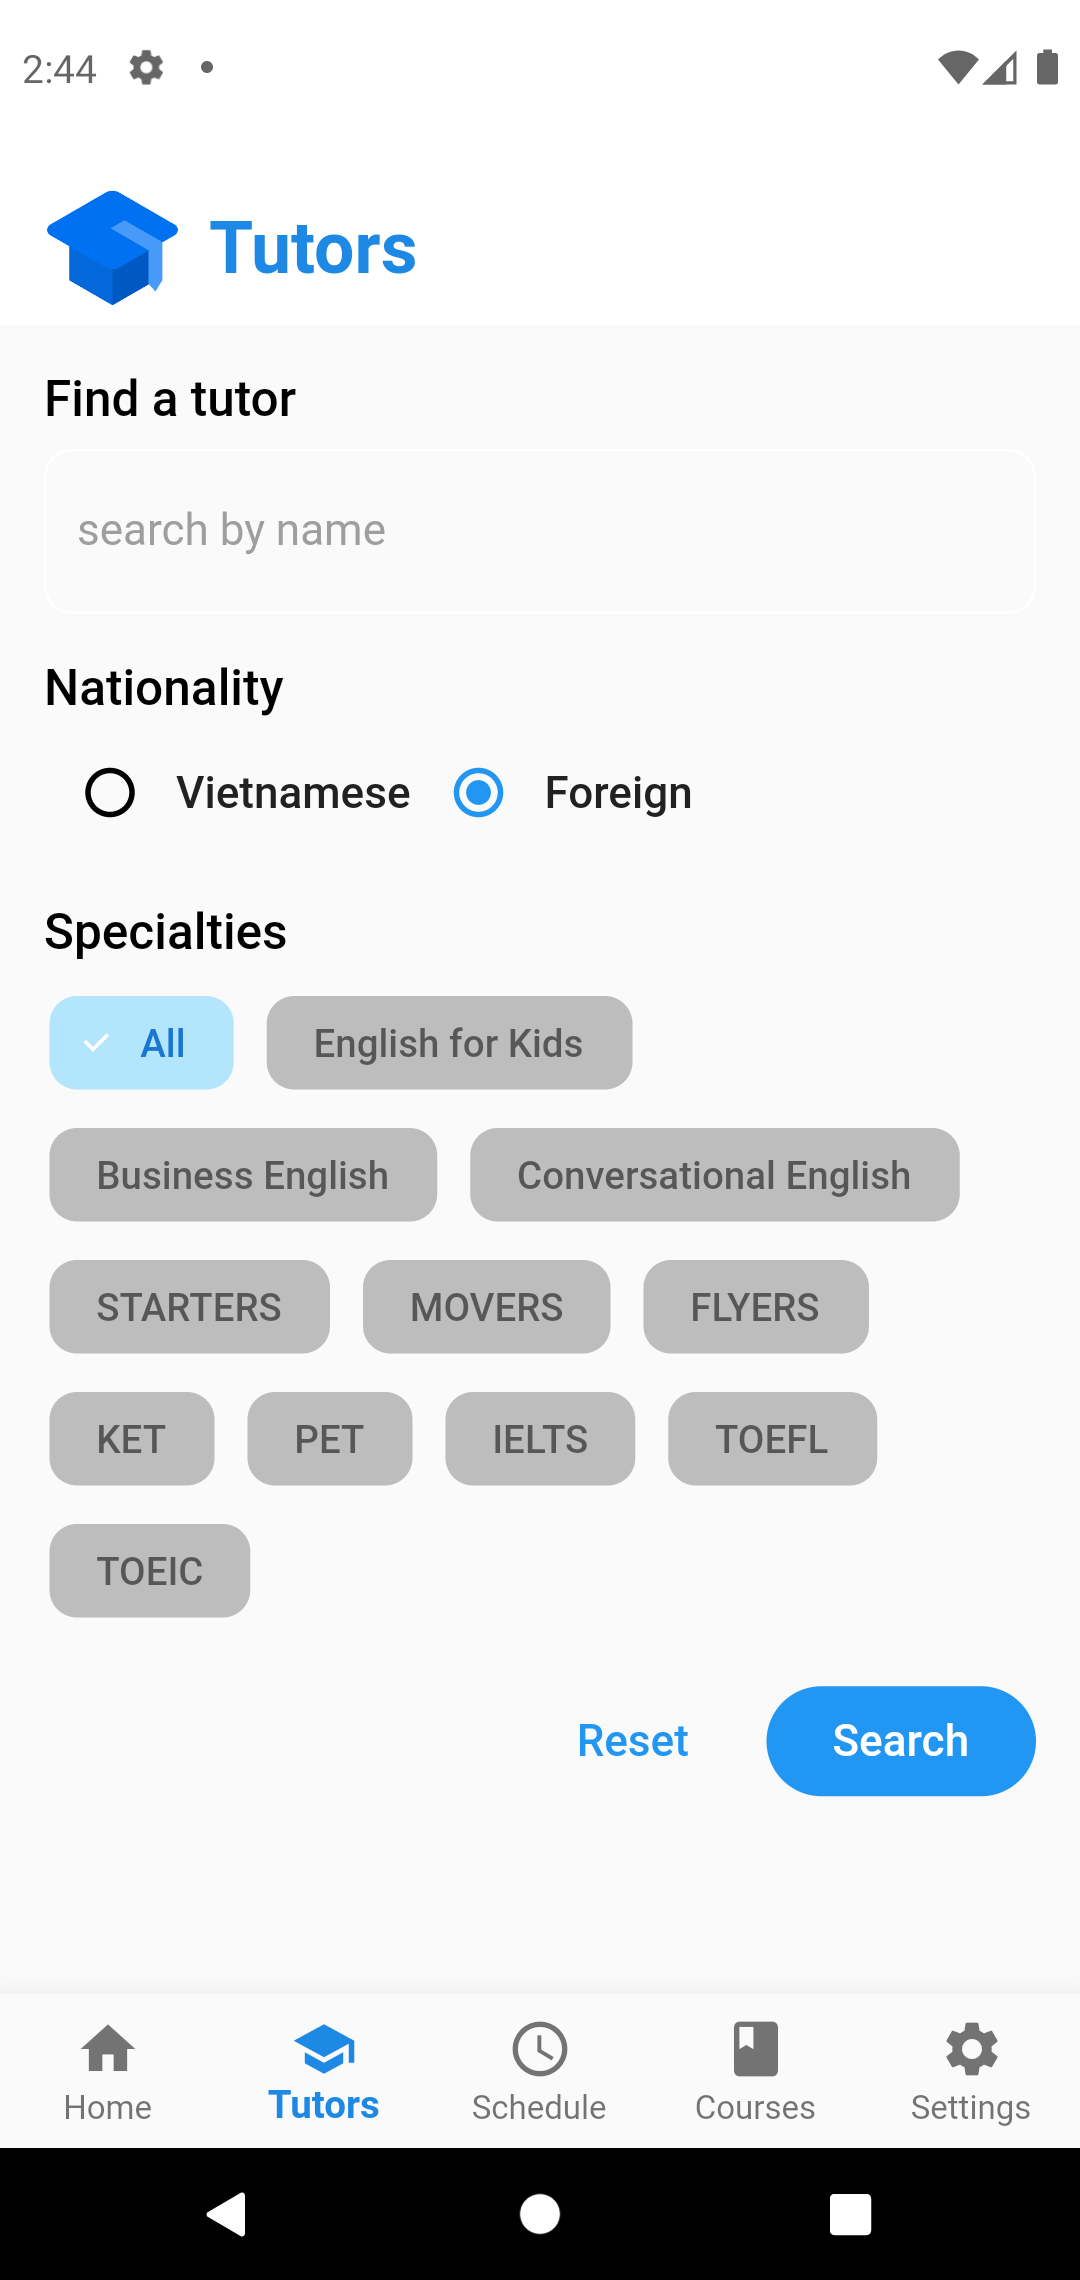 2:44
Tutors
Find a tutor
search by name
Nationality
Vietnamese Foreign
Specialties
All English for Kids
Business English Conversational English
STARTERS MOVERS FLYERS
KET PET IELTS TOEFL
TOEIC
Reset Search
Home Tutors Schedule Courses Settings